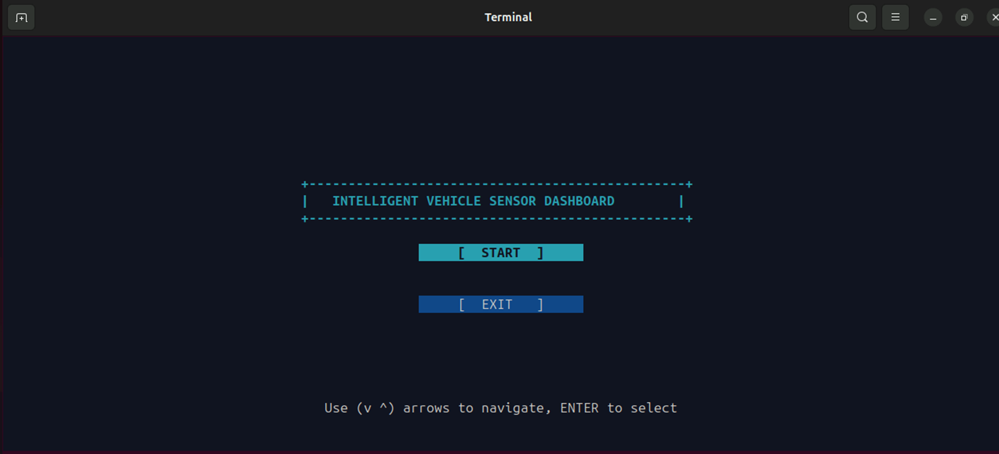 Terminal
+------------------------------------------------+
|   INTELLIGENT VEHICLE SENSOR DASHBOARD        |
+------------------------------------------------+
[  START  ]
[  EXIT   ]
Use (v ^) arrows to navigate, ENTER to select